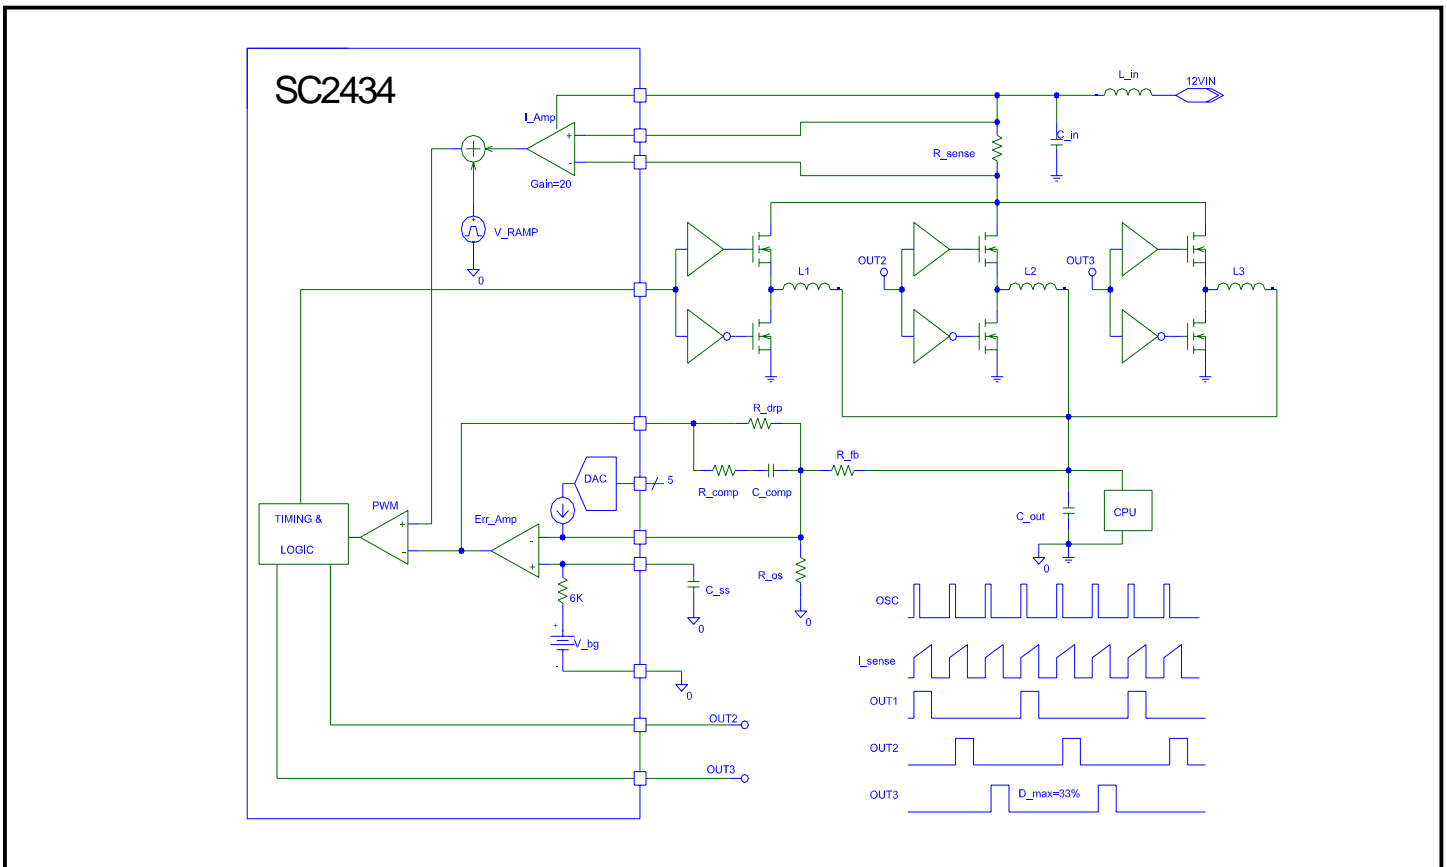 SC2434
L_in
12VIN
I_Amp
+
-
C_in
R_sense
Gain=20
+
V_RAMP
0
OUT2
OUT3
L1
L2
L3
R_drp
R_fb
DAC
5
R_comp
C_comp
PWM
+
-
Err_Amp
-
+
TIMING &
LOGIC
C_out
CPU
0
R_os
C_ss
6K
0
0
+
V_bg
-
0
OSC
I_sense
OUT1
OUT2
OUT2
OUT3
OUT3
D_max=33%